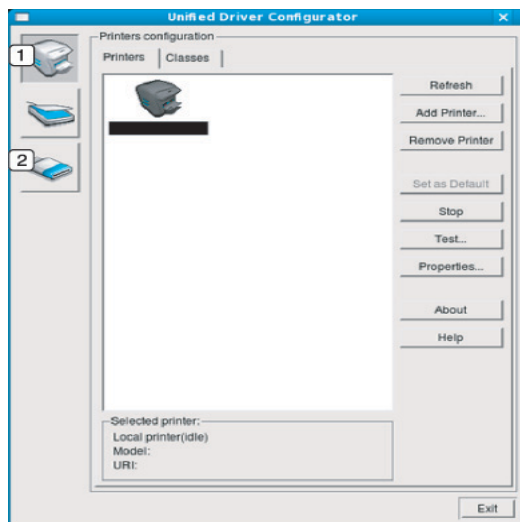 Unified Driver Configurator
1
2
Printers configuration
Printers Classes
Refresh
Add Printer...
Remove Printer
Set as Default
Stop
Test...
Properties...
About
Help
Selected printer:
Local printer(idle)
Model:
URI:
Exit